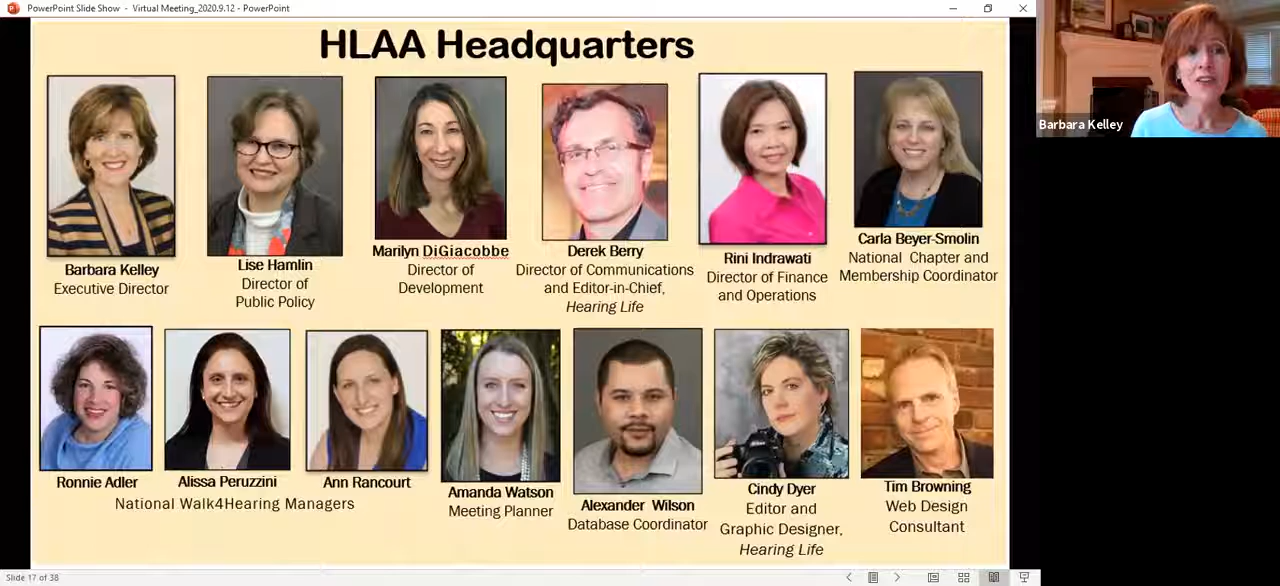 PowerPoint Slide Show - Virtual Meeting_2020.9.12 - PowerPoint
Barbara Kelley
HLAA Headquarters
Barbara Kelley
Executive Director
Lise Hamlin
Director of
Public Policy
Marilyn DiGiacobbe
Director of
Development
Derek Berry
Director of Communications
and Editor-in-Chief,
Hearing Life
Rini Indrawati
Director of Finance
and Operations
Carla Beyer-Smolin
National Chapter and
Membership Coordinator
Ronnie Adler
Alissa Peruzzini
Ann Rancourt
National Walk4Hearing Managers
Amanda Watson
Meeting Planner
Alexander Wilson
Database Coordinator
Cindy Dyer
Editor and
Graphic Designer,
Hearing Life
Tim Browning
Web Design
Consultant
Slide 17 of 38